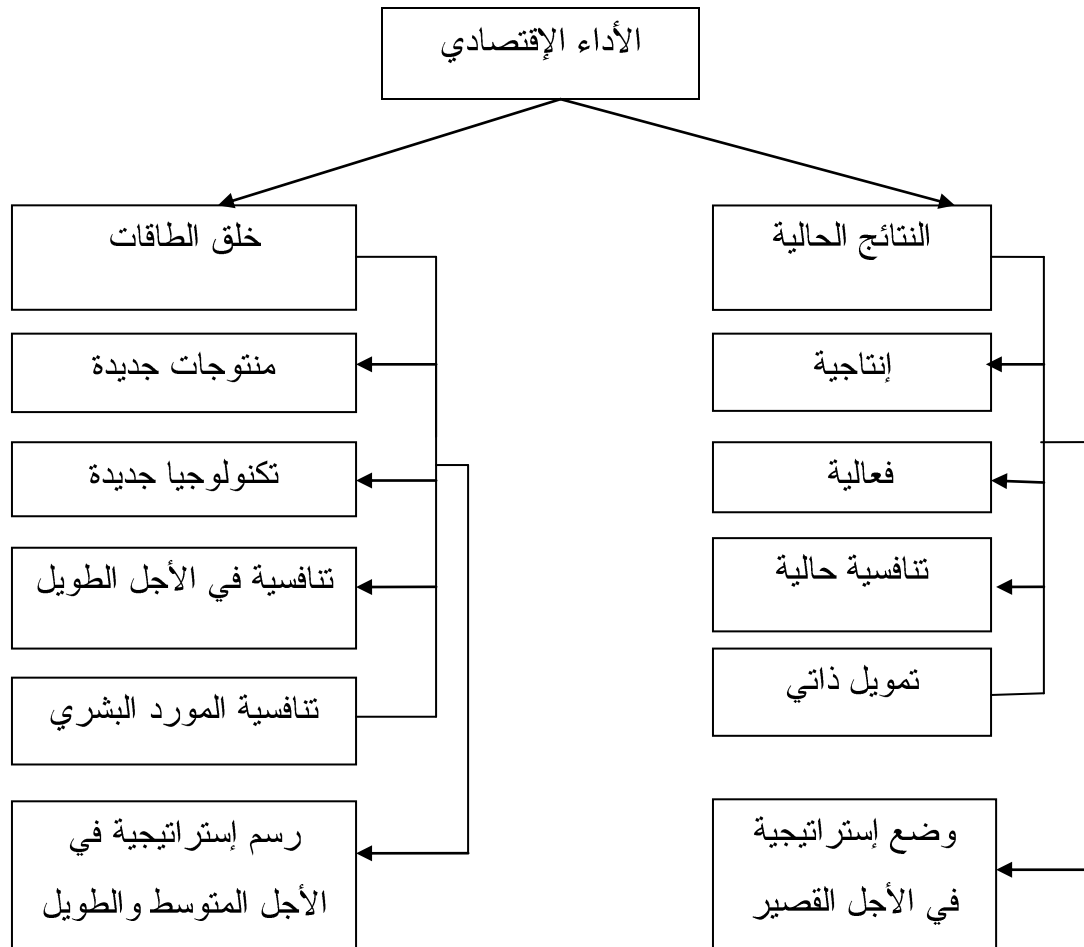 الأداء الإقتصادي
النتائج الحالية
إنتاجية
فعالية
تنافسية حالية
تمويل ذاتي
وضع إستراتيجية
في الأجل القصير
خلق الطاقات
منتوجات جديدة
تكنولوجيا جديدة
تنافسية في الأجل الطويل
تنافسية المورد البشري
رسم إستراتيجية في
الأجل المتوسط والطويل